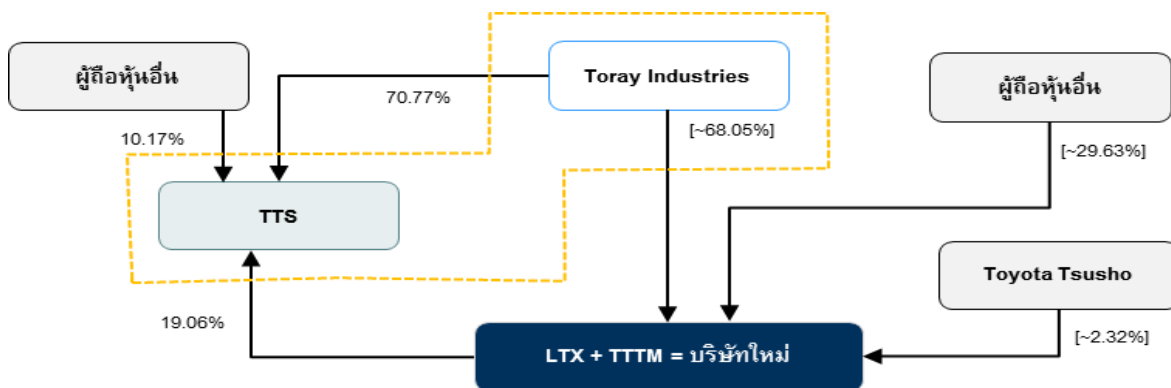 ผู้ถือหุ้นอื่น
Toray Industries
ผู้ถือหุ้นอื่น
70.77%
10.17%
[~68.05%]
[~29.63%]
TTS
Toyota Tsusho
19.06%
[~2.32%]
LTX + TTTM = บริษัทใหม่